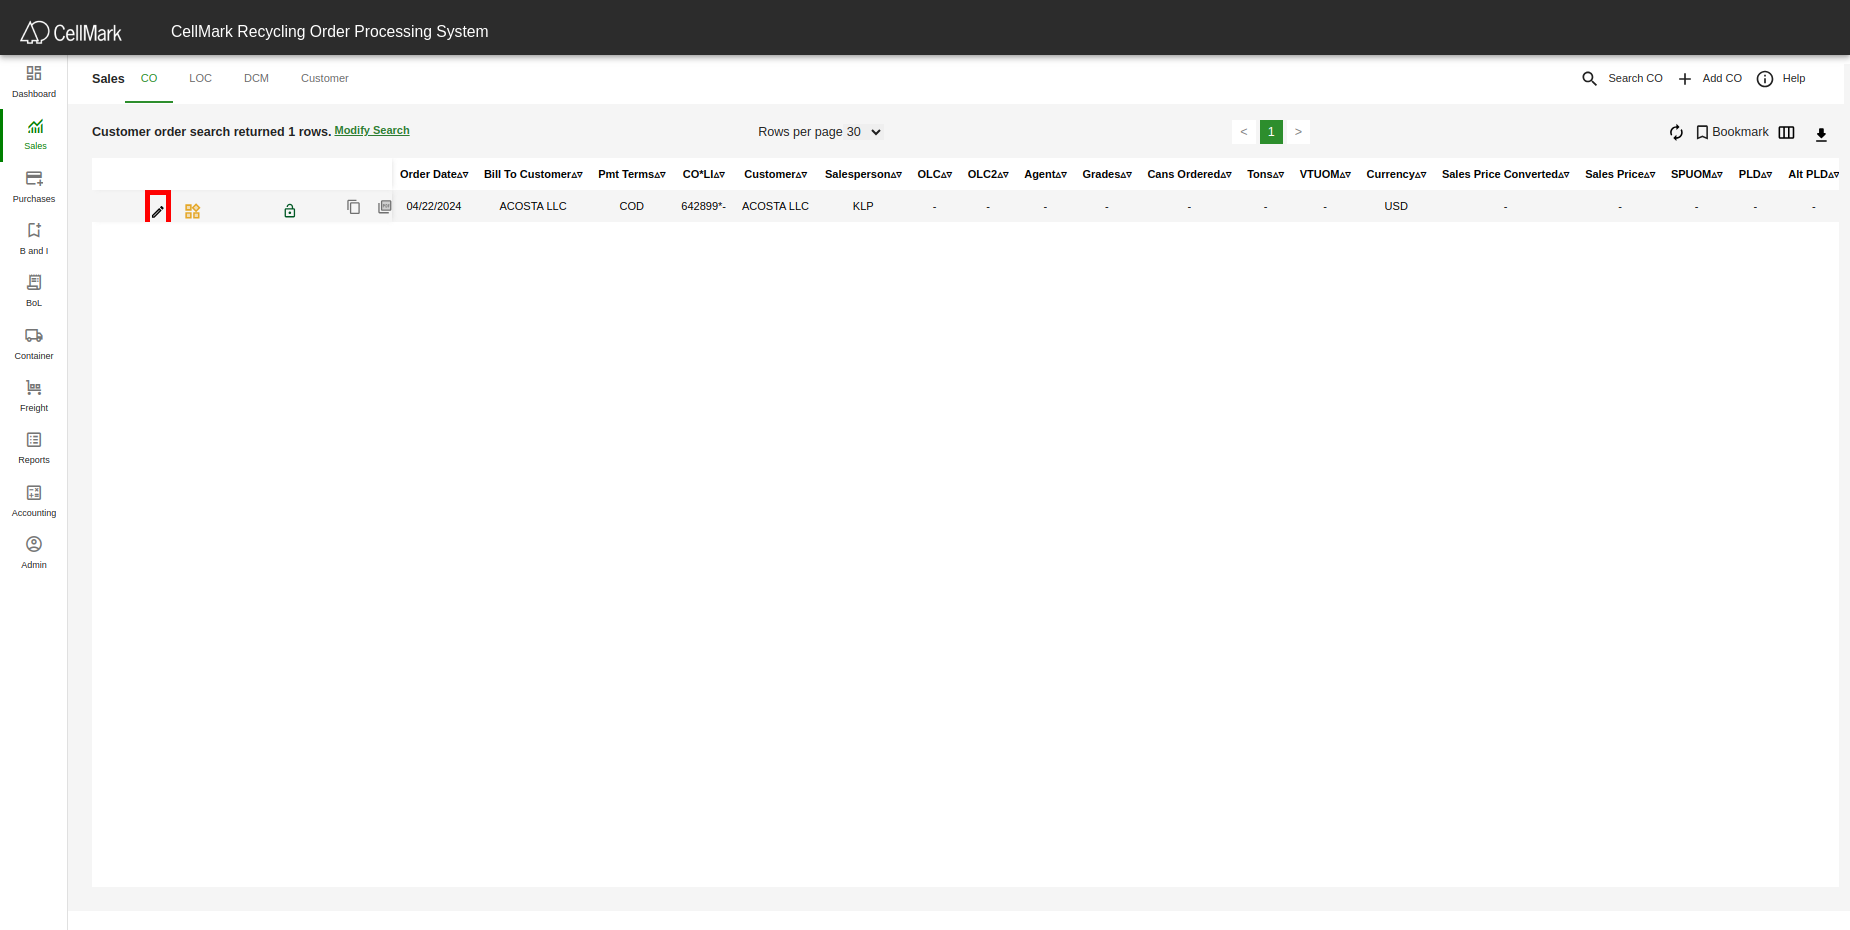 CellMark
CellMark Recycling Order Processing System
Dashboard
Sales
Purchases
B and I
BoL
Container
Freight
Reports
Accounting
Admin
Sales CO LOC DCM Customer
Search CO Add CO Help
Customer order search returned 1 rows. Modify Search
Rows per page 30
< 1 >
Bookmark
Order Date▵▿ Bill To Customer▵▿ Pmt Terms▵▿ CO*LI▵▿ Customer▵▿ Salesperson▵▿ OLC▵▿ OLC2▵▿ Agent▵▿ Grades▵▿ Cans Ordered▵▿ Tons▵▿ VTUOM▵▿ Currency▵▿ Sales Price Converted▵▿ Sales Price▵▿ SPUOM▵▿ PLD▵▿ Alt PLD▵▿
04/22/2024 ACOSTA LLC COD 642899*- ACOSTA LLC KLP - - - - - - - USD - - - - -